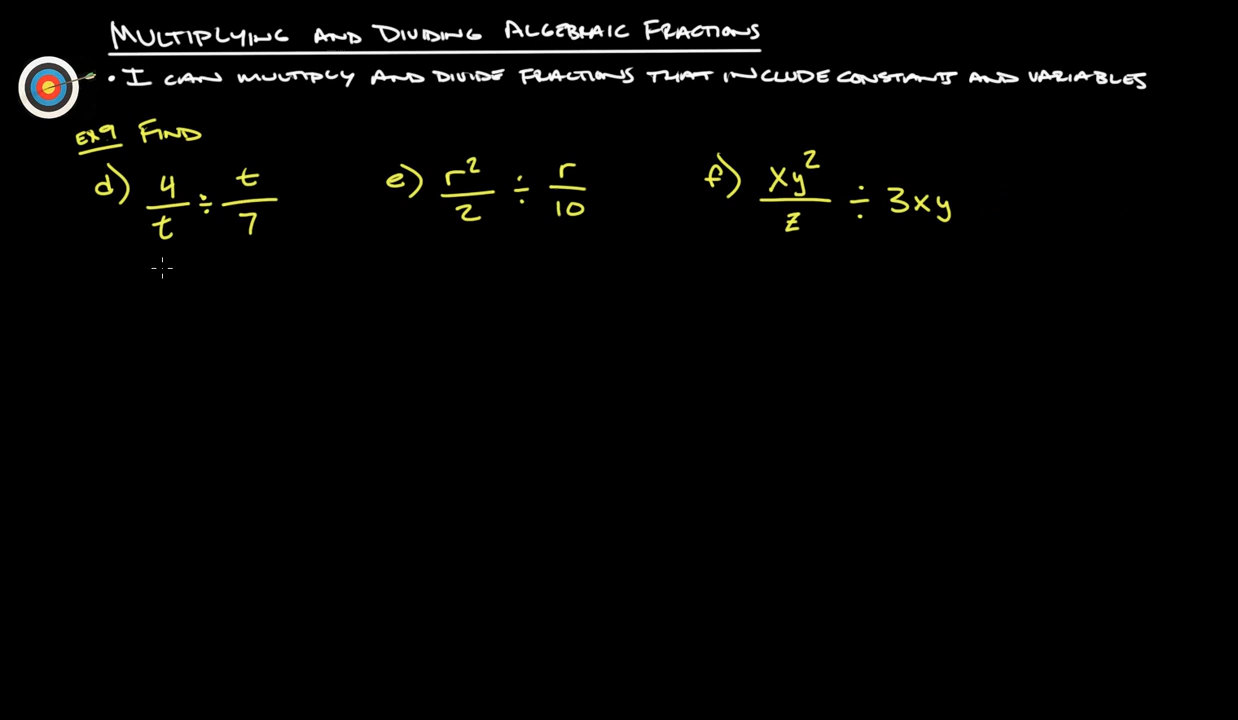 MULTIPLYING AND DIVIDING ALGEBRAIC FRACTIONS
• I CAN MULTIPLY AND DIVIDE FRACTIONS THAT INCLUDE CONSTANTS AND VARIABLES
EX9 FIND
d) 4/t ÷ t/7 e) r²/2 ÷ r/10 f) xy²/z ÷ 3xy